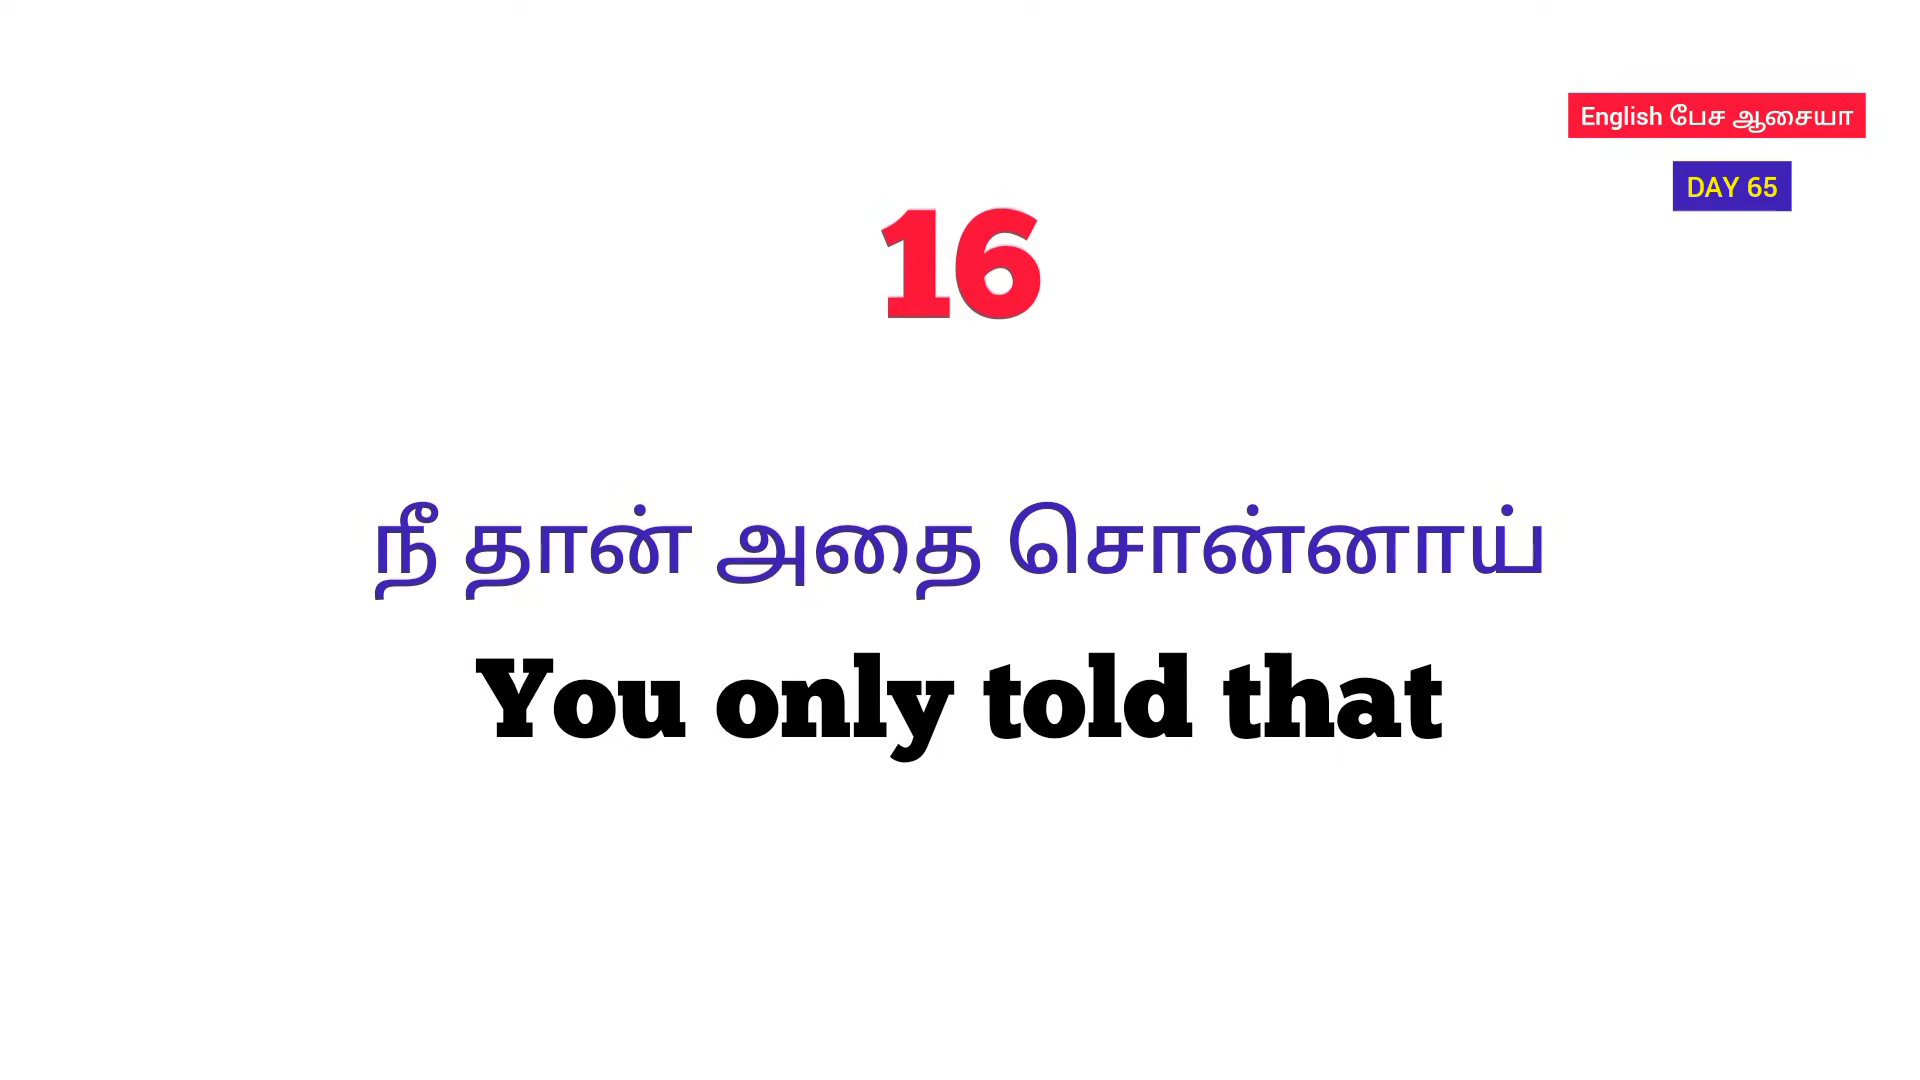 English பேச ஆசையா
DAY 65
16
நீ தான் அதை சொன்னாய்
You only told that